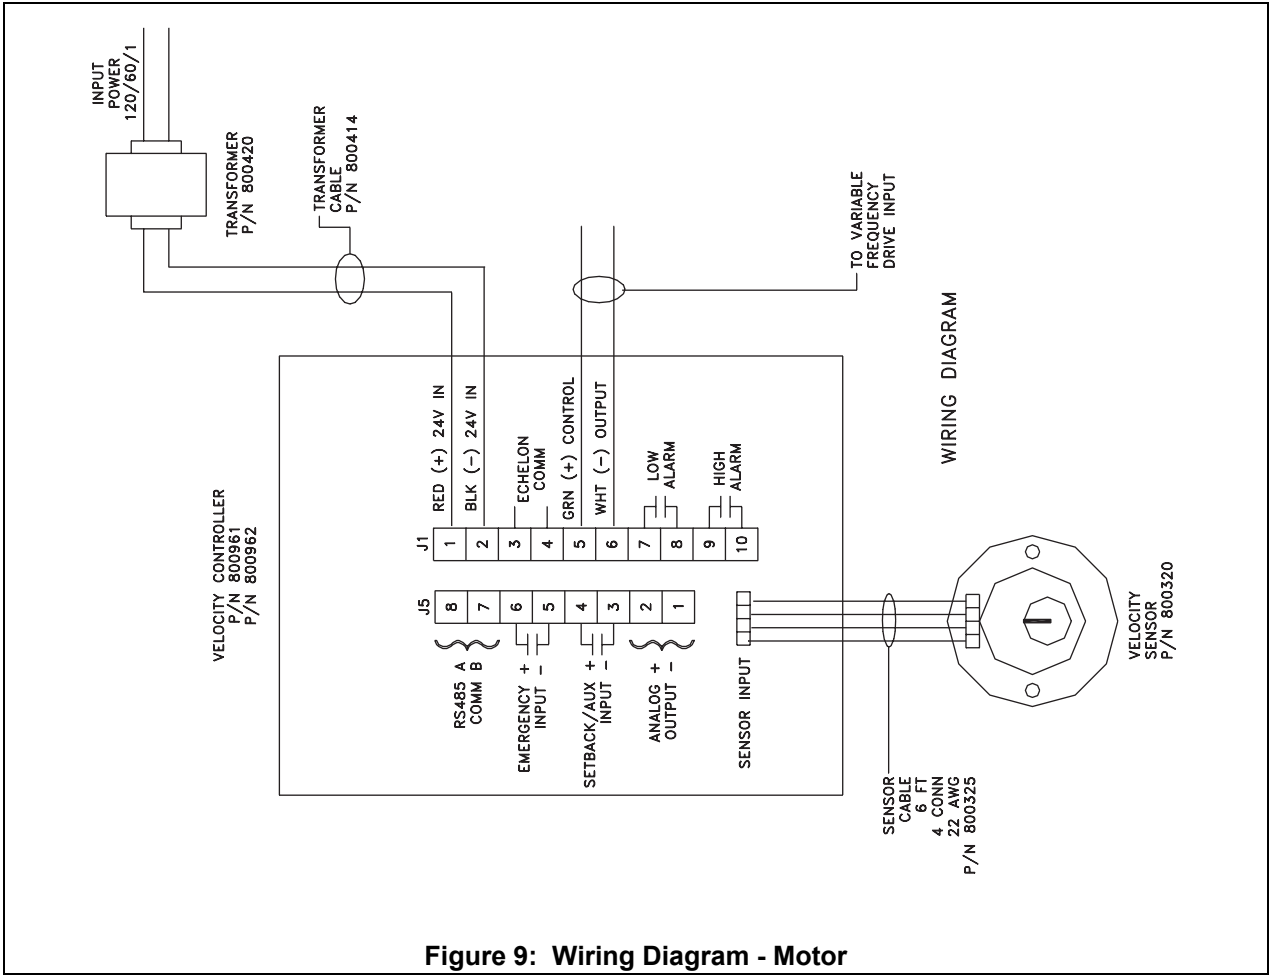 INPUT
POWER
120/60/1
TRANSFORMER
P/N 800420
TRANSFORMER
CABLE
P/N 800414
TO VARIABLE
FREQUENCY
DRIVE INPUT
WIRING DIAGRAM
VELOCITY CONTROLLER
P/N 800961
P/N 800962
RED (+) 24V IN
BLK (-) 24V IN
ECHELON
COMM
GRN (+) CONTROL
WHT (-) OUTPUT
LOW
ALARM
HIGH
ALARM
J1
1
2
3
4
5
6
7
8
9
10
J5
8
7
6
5
4
3
2
1
RS485 A
COMM B
EMERGENCY +
INPUT -
SETBACK/AUX +
INPUT -
ANALOG +
OUTPUT -
SENSOR INPUT
SENSOR
CABLE
6 FT
4 CONN
22 AWG
P/N 800325
VELOCITY
SENSOR
P/N 800320
Figure 9: Wiring Diagram - Motor